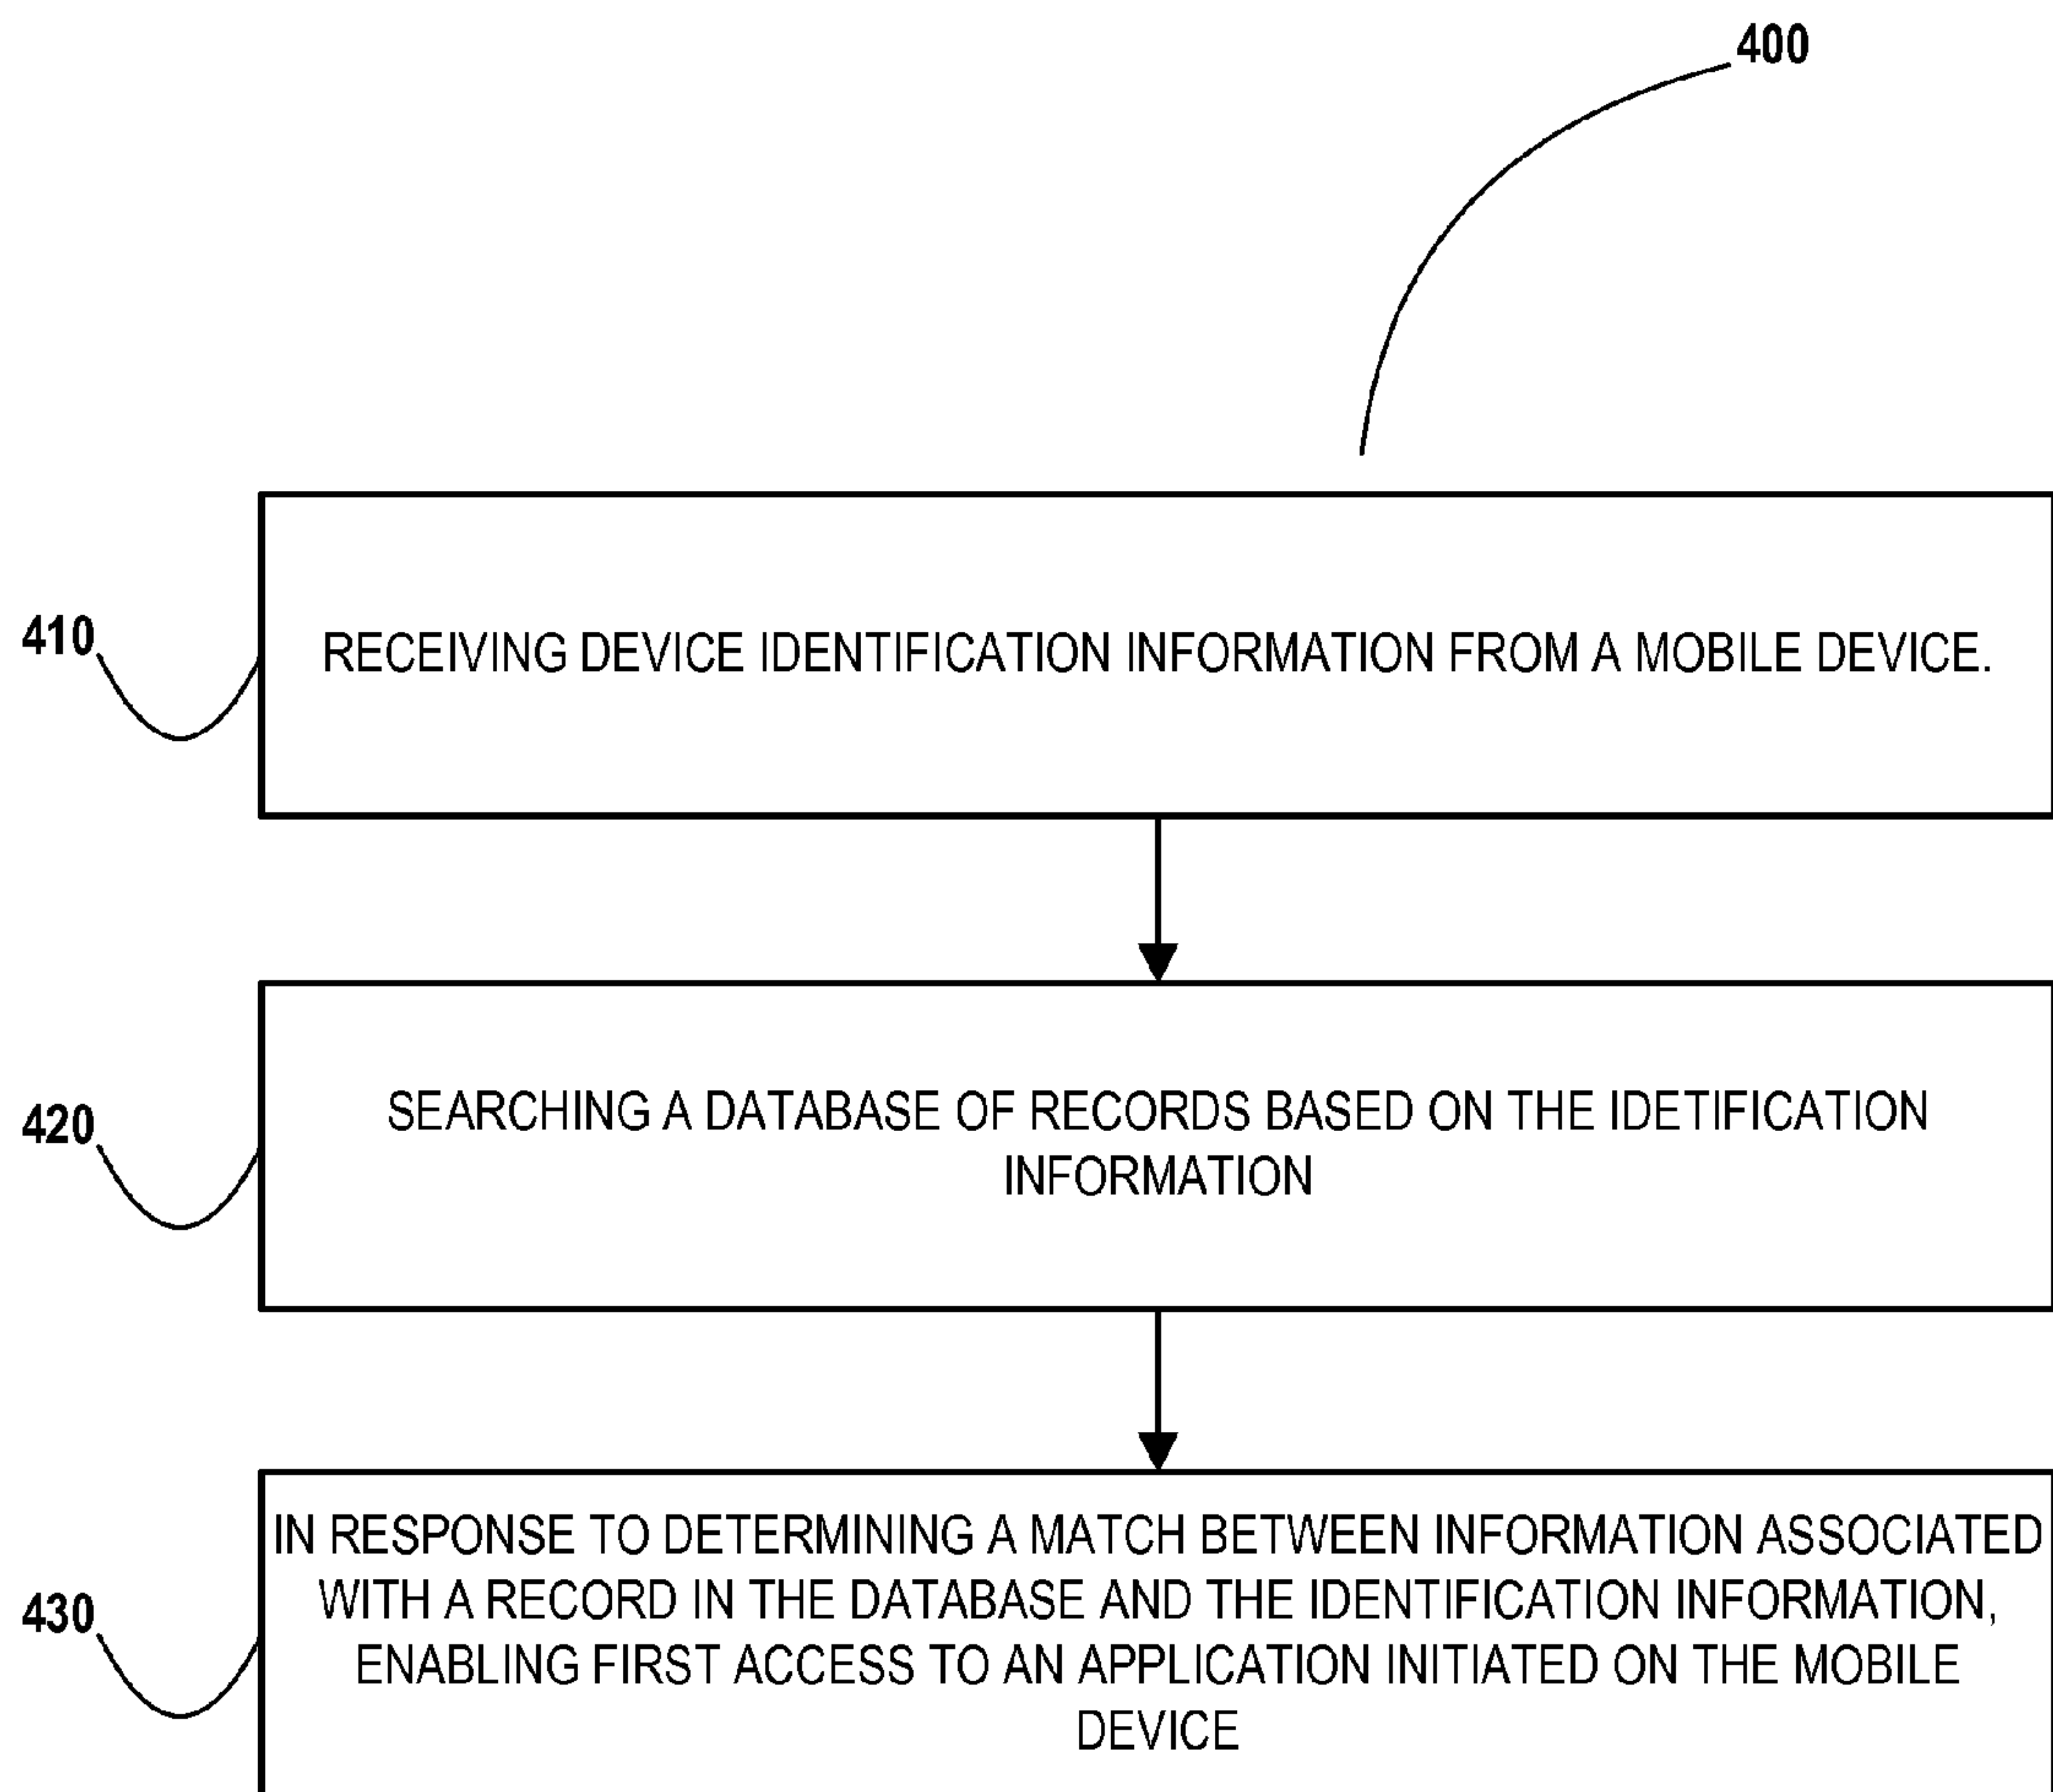 400
410
RECEIVING DEVICE IDENTIFICATION INFORMATION FROM A MOBILE DEVICE.
420
SEARCHING A DATABASE OF RECORDS BASED ON THE IDETIFICATION
INFORMATION
430
IN RESPONSE TO DETERMINING A MATCH BETWEEN INFORMATION ASSOCIATED
WITH A RECORD IN THE DATABASE AND THE IDENTIFICATION INFORMATION,
ENABLING FIRST ACCESS TO AN APPLICATION INITIATED ON THE MOBILE
DEVICE